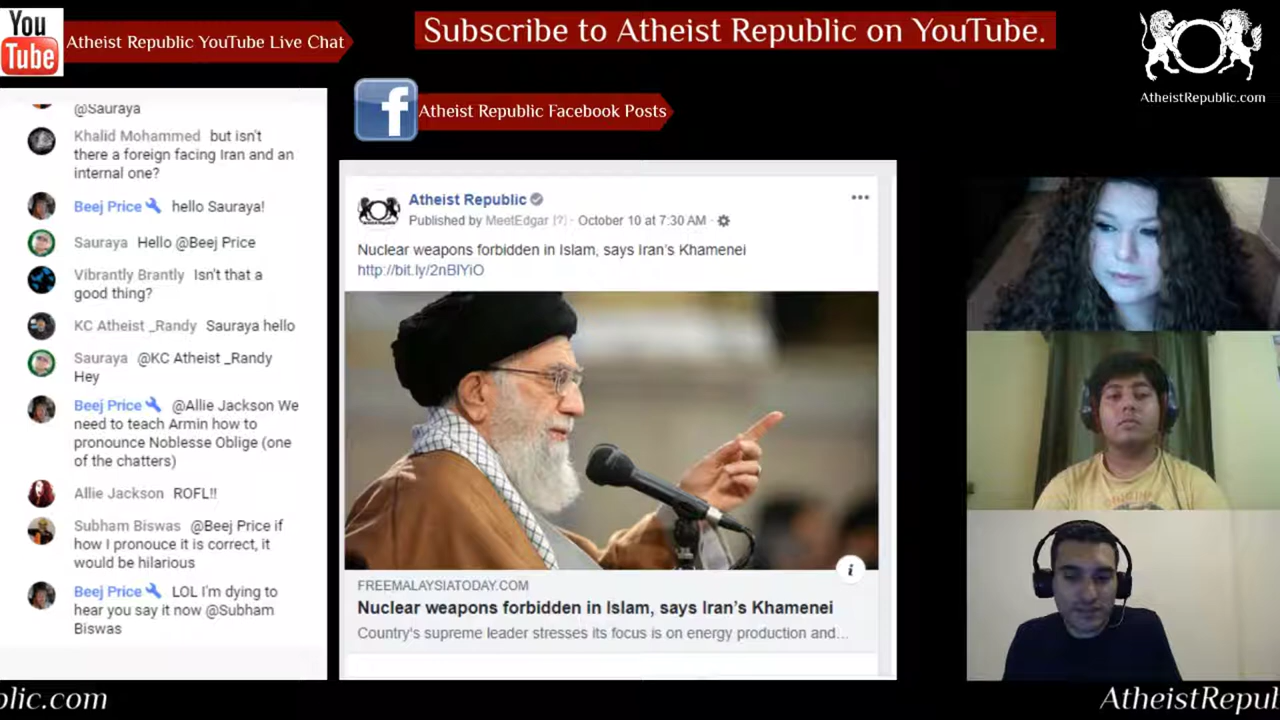 You
Tube
Atheist Republic YouTube Live Chat
Subscribe to Atheist Republic on YouTube.
AtheistRepublic.com
Atheist Republic Facebook Posts
@Sauraya
Khalid Mohammed but isn't
there a foreign facing Iran and an
internal one?
Beej Price hello Sauraya!
Sauraya Hello @Beej Price
Vibrantly Brantly Isn't that a
good thing?
KC Atheist _Randy Sauraya hello
Sauraya @KC Atheist _Randy
Hey
Beej Price @Allie Jackson We
need to teach Armin how to
pronounce Noblesse Oblige (one
of the chatters)
Allie Jackson ROFL!!
Subham Biswas @Beej Price if
how I pronouce it is correct, it
would be hilarious
Beej Price LOL I'm dying to
hear you say it now @Subham
Biswas
f
Atheist Republic
Published by MeetEdgar [?] · October 10 at 7:30 AM ·
Nuclear weapons forbidden in Islam, says Iran's Khamenei
http://bit.ly/2nBlYiO
i
FREEMALAYSIATODAY.COM
Nuclear weapons forbidden in Islam, says Iran's Khamenei
Country's supreme leader stresses its focus is on energy production and...
olic.com
AtheistRepul